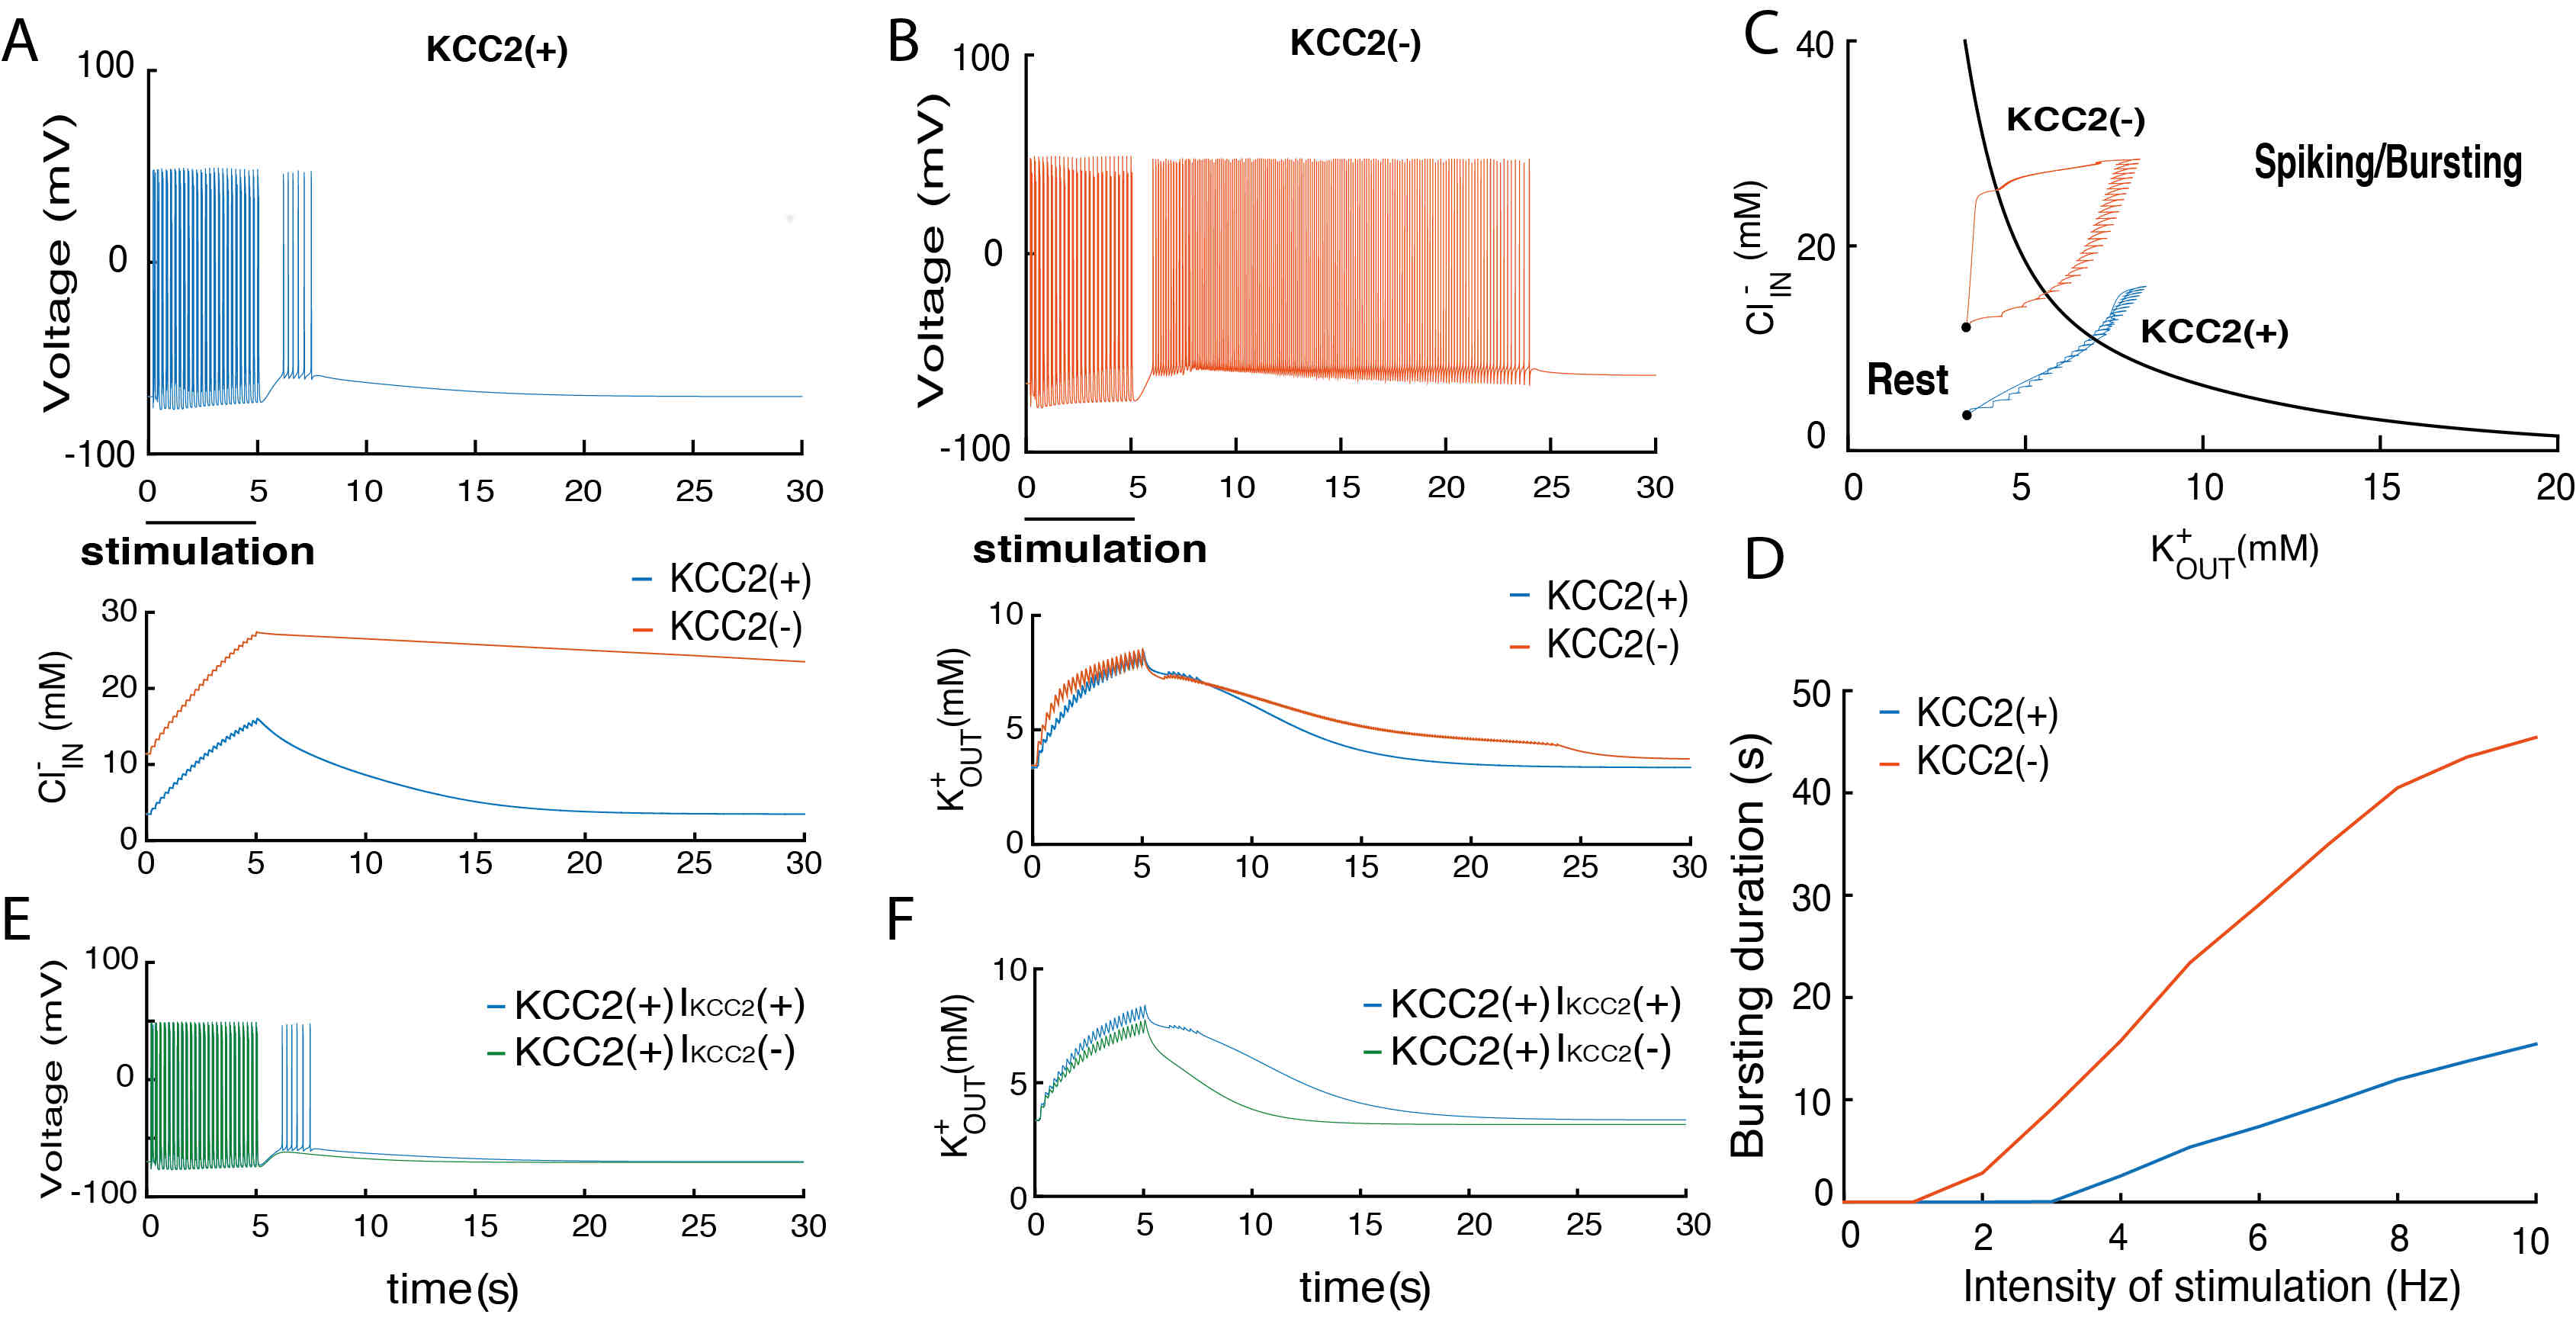 A
KCC2(+)
Voltage (mV)
100
0
-100
0 5 10 15 20 25 30
stimulation
KCC2(+)
KCC2(-)
Cl⁻IN (mM)
30
20
10
0
0 5 10 15 20 25 30
B
KCC2(-)
Voltage (mV)
100
0
-100
0 5 10 15 20 25 30
stimulation
KCC2(+)
KCC2(-)
K⁺OUT(mM)
10
5
0
0 5 10 15 20 25 30
C
Cl⁻IN (mM)
40
20
0
KCC2(-)
Spiking/Bursting
KCC2(+)
Rest
0 5 10 15 20
K⁺OUT(mM)
D
Bursting duration (s)
50
40
30
20
10
0
KCC2(+)
KCC2(-)
0 2 4 6 8 10
Intensity of stimulation (Hz)
E
Voltage (mV)
100
0
-100
KCC2(+) IKCC2(+)
KCC2(+) IKCC2(-)
0 5 10 15 20 25 30
time(s)
F
K⁺OUT(mM)
10
5
0
KCC2(+) IKCC2(+)
KCC2(+) IKCC2(-)
0 5 10 15 20 25 30
time(s)